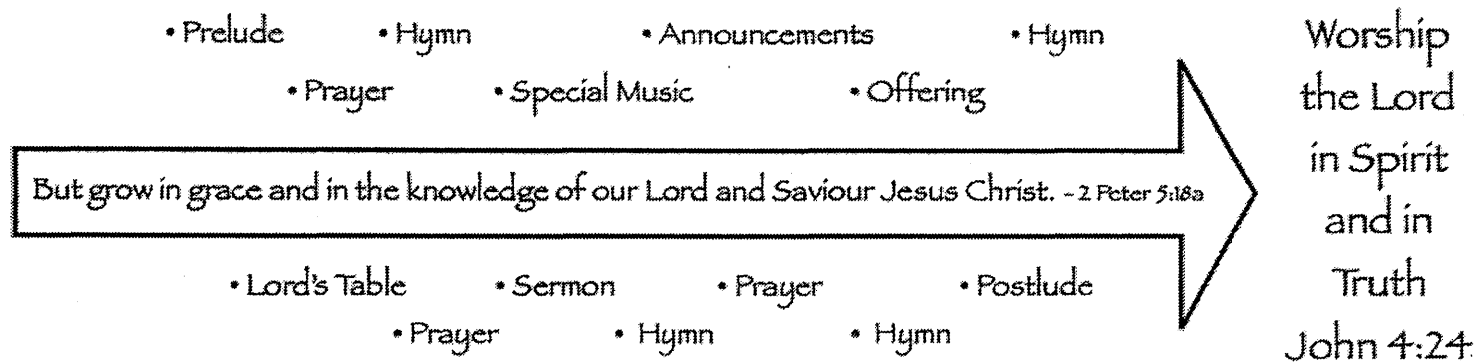 • Prelude • Hymn • Announcements • Hymn
• Prayer • Special Music • Offering
But grow in grace and in the knowledge of our Lord and Saviour Jesus Christ. - 2 Peter 3:18a
• Lord's Table • Sermon • Prayer • Postlude
• Prayer • Hymn • Hymn
Worship
the Lord
in Spirit
and in
Truth
John 4:24